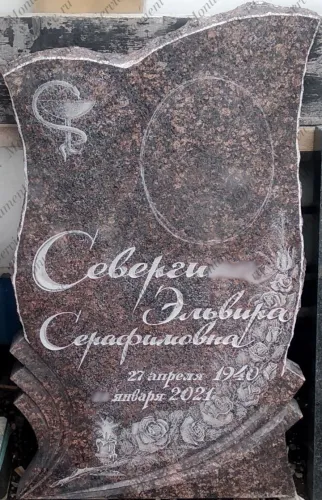 Северги
Эльвира
Серафимовна
27 апреля 1940
января 2021